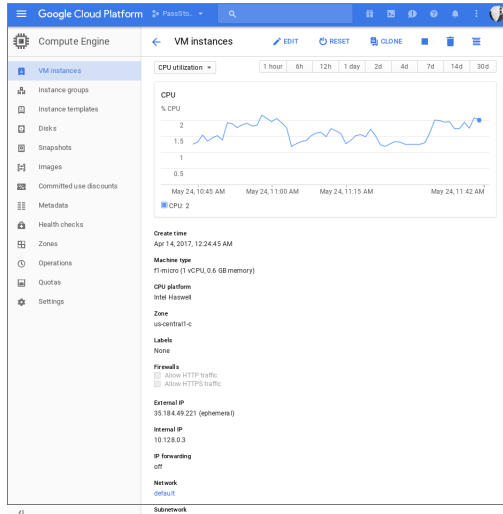 Google Cloud Platform PassSto..
Compute Engine
VM instances
EDIT RESET CLONE
VM instances
Instance groups
Instance templates
Disks
Snapshots
Images
Committed use discounts
Metadata
Health checks
Zones
Operations
Quotas
Settings
CPU utilization
1 hour 6h 12h 1 day 2d 4d 7d 14d 30d
CPU
% CPU
2
1.5
1
0.5
May 24, 10:45 AM May 24, 11:00 AM May 24, 11:15 AM May 24, 11:42 AM
CPU: 2
Create time
Apr 14, 2017, 12:24:45 AM
Machine type
f1-micro (1 vCPU, 0.6 GB memory)
CPU platform
Intel Haswell
Zone
us-central1-c
Labels
None
Firewalls
Allow HTTP traffic
Allow HTTPS traffic
External IP
35.184.49.221 (ephemeral)
Internal IP
10.128.0.3
IP forwarding
off
Network
default
Subnetwork